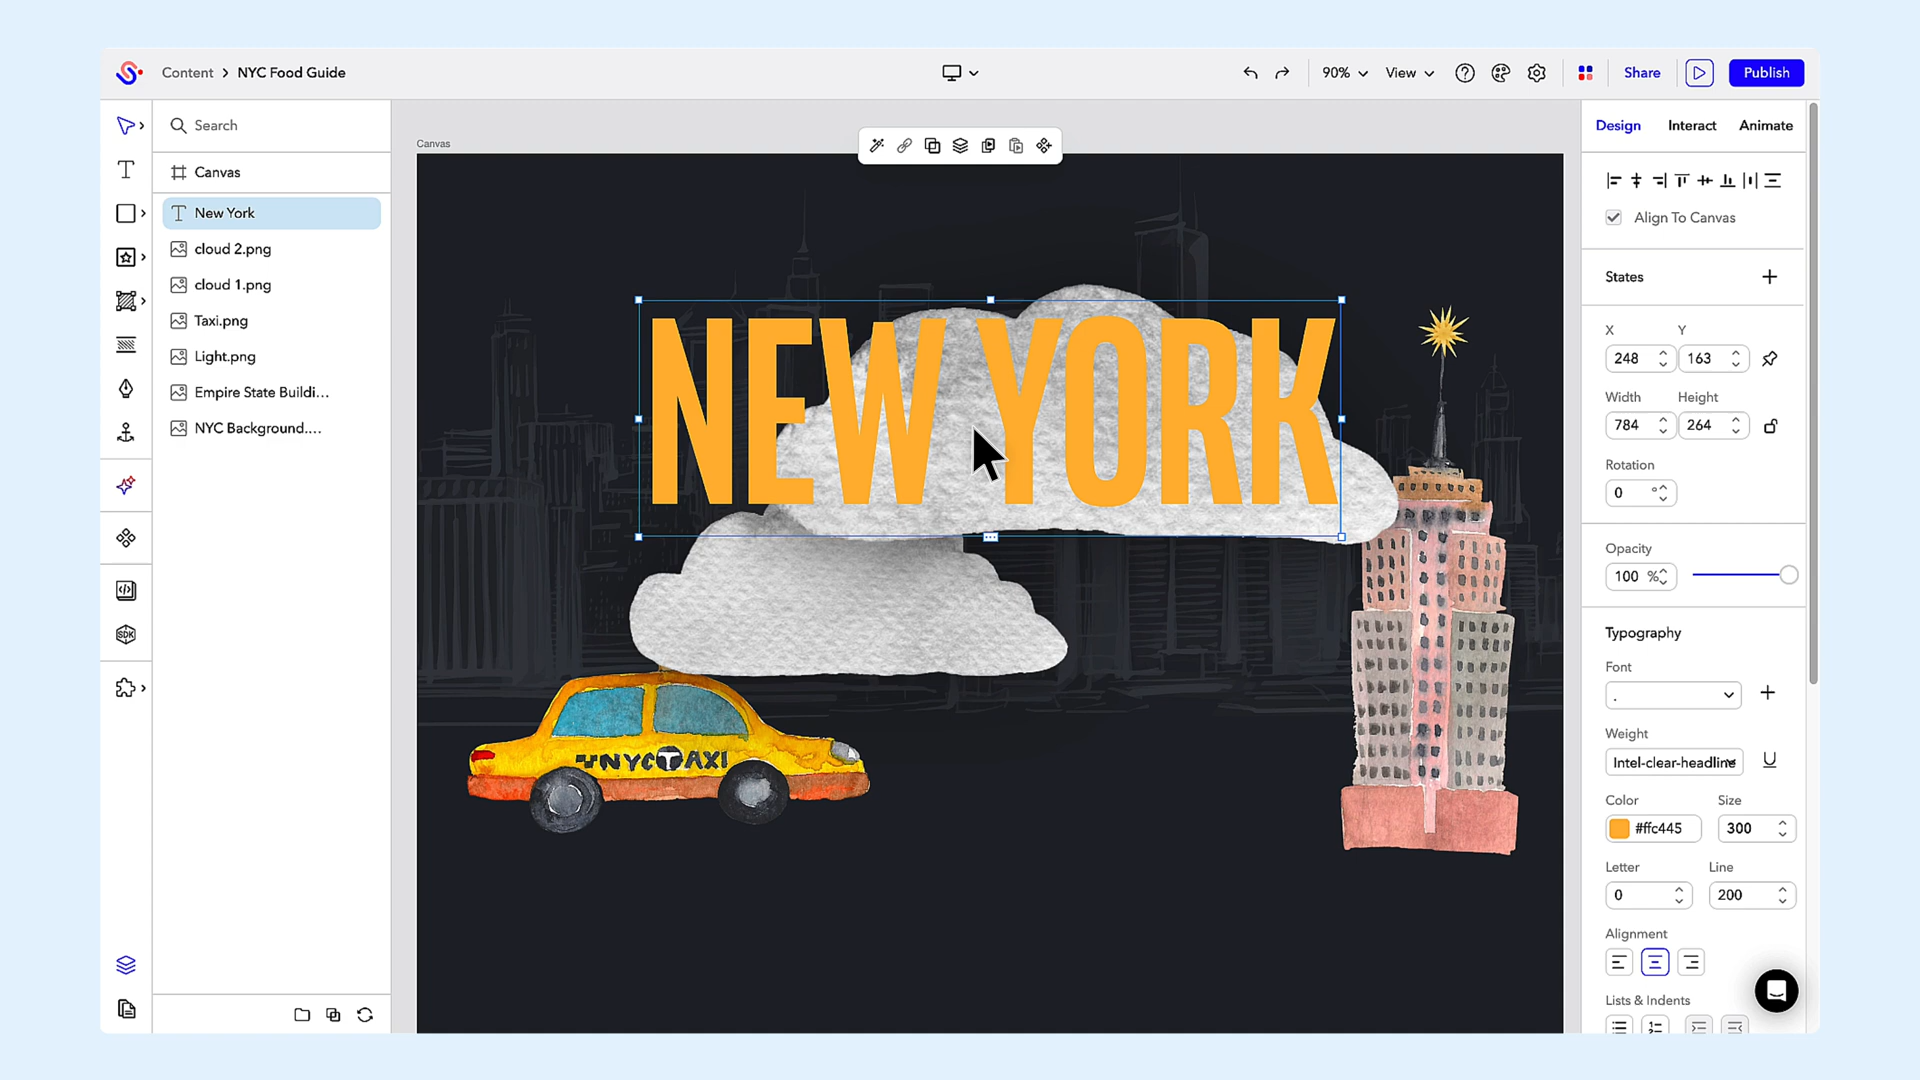 Content > NYC Food Guide
90%
View
Share
Publish
Search
Canvas
New York
cloud 2.png
cloud 1.png
Taxi.png
Light.png
Empire State Buildi...
NYC Background....
SDK
Canvas
NEW YORK
NYC TAXI
Design
Interact
Animate
Align To Canvas
States
X
Y
248
163
Width
Height
784
264
Rotation
0 °
Opacity
100 %
Typography
Font
.
Weight
Intel-clear-headline
Color
Size
#ffc445
300
Letter
Line
0
200
Alignment
Lists & Indents